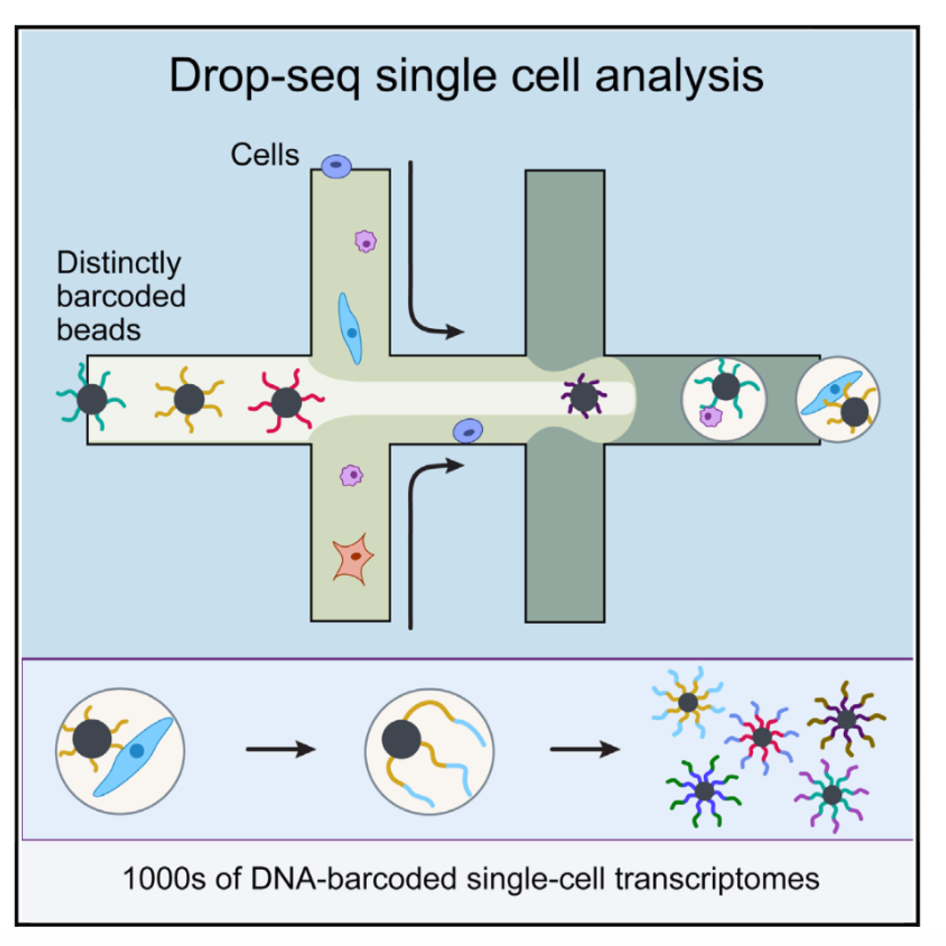 Drop-seq single cell analysis
Cells
Distinctly
barcoded
beads
1000s of DNA-barcoded single-cell transcriptomes